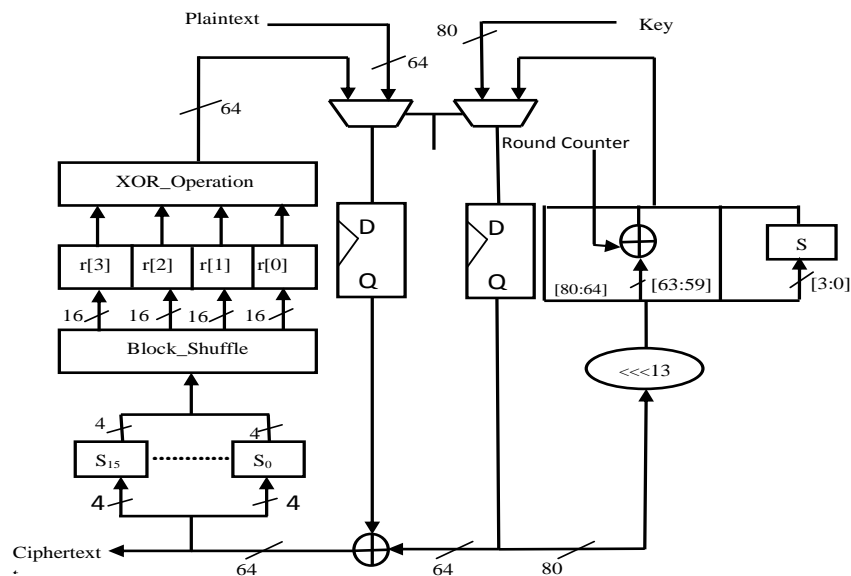 Plaintext
Key
80
64
64
Round Counter
XOR_Operation
D
D
S
r[3] r[2] r[1] r[0]
Q
Q
[80:64] [63:59] [3:0]
16 16 16 16
Block_Shuffle
<<<13
4 4
S15 S0
4 4
Ciphertext
64 64 80